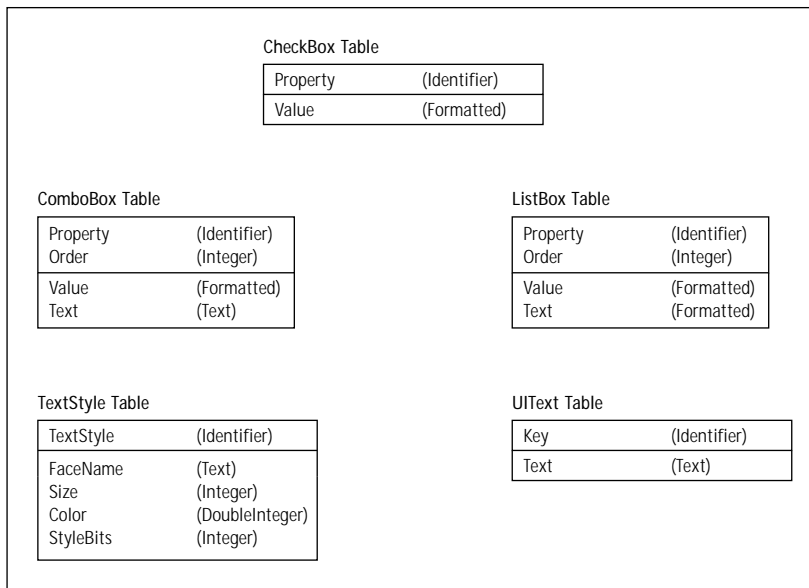 CheckBox Table
Property (Identifier)
Value (Formatted)
ComboBox Table
Property (Identifier)
Order (Integer)
Value (Formatted)
Text (Text)
ListBox Table
Property (Identifier)
Order (Integer)
Value (Formatted)
Text (Formatted)
TextStyle Table
TextStyle (Identifier)
FaceName (Text)
Size (Integer)
Color (DoubleInteger)
StyleBits (Integer)
UIText Table
Key (Identifier)
Text (Text)